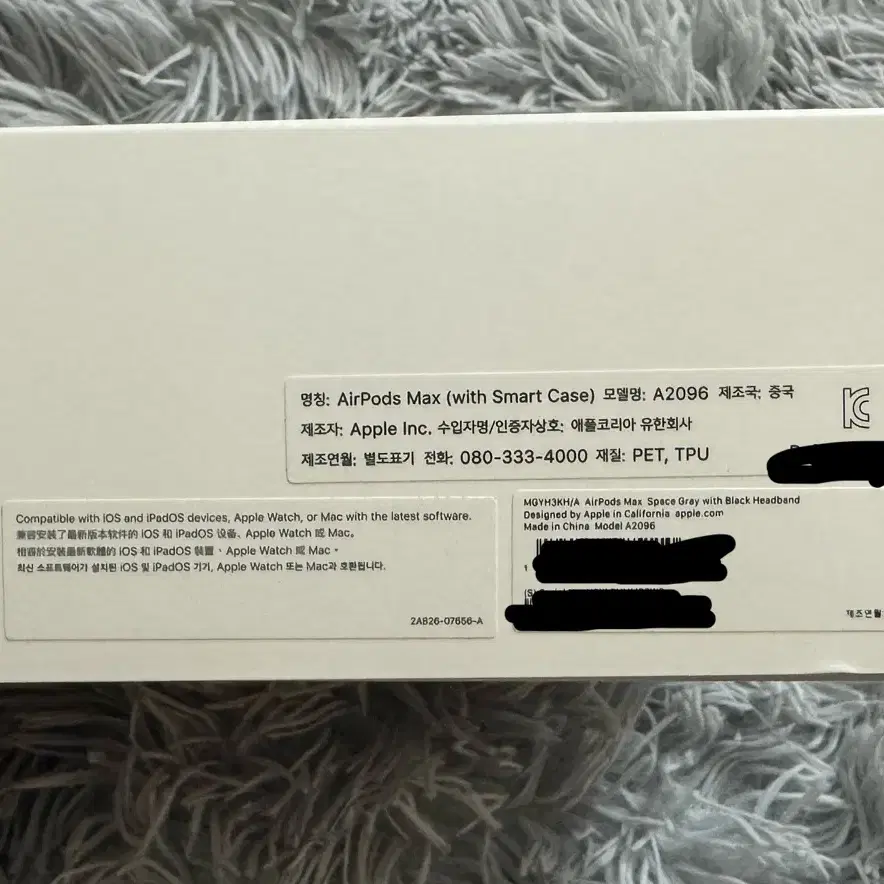 명칭: AirPods Max (with Smart Case) 모델명: A2096 제조국: 중국
제조자: Apple Inc. 수입자명/인증자상호: 애플코리아 유한회사
제조연월: 별도표기 전화: 080-333-4000 재질: PET, TPU
Compatible with iOS and iPadOS devices, Apple Watch, or Mac with the latest software.
兼容安装了最新版本软件的 iOS 和 iPadOS 设备、Apple Watch 或 Mac。
相容於安裝最新軟體的 iOS 和 iPadOS 裝置、Apple Watch 或 Mac。
최신 소프트웨어가 설치된 iOS 및 iPadOS 기기, Apple Watch 또는 Mac과 호환됩니다.
2AB26-07656-A
MGYH3KH/A AirPods Max Space Gray with Black Headband
Designed by Apple in California apple.com
Made in China Model A2096
제조연월